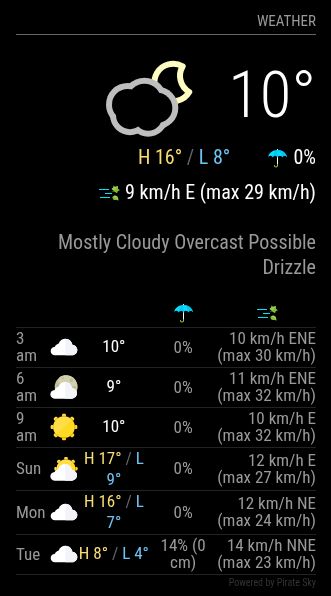 WEATHER
10°
H 16° / L 8° 0%
9 km/h E (max 29 km/h)
Mostly Cloudy Overcast Possible
Drizzle
3 am 10° 0% 10 km/h ENE (max 30 km/h)
6 am 9° 0% 11 km/h ENE (max 32 km/h)
9 am 10° 0% 10 km/h E (max 32 km/h)
Sun H 17° / L 9° 0% 12 km/h E (max 27 km/h)
Mon H 16° / L 7° 0% 12 km/h NE (max 24 km/h)
Tue H 8° / L 4° 14% (0 cm) 14 km/h NNE (max 23 km/h)
Powered by Pirate Sky